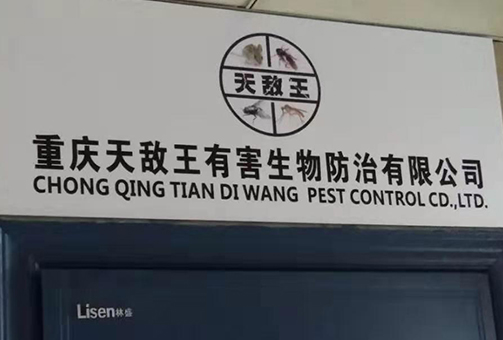 天敌王
重庆天敌王有害生物防治有限公司
CHONG QING TIAN DI WANG PEST CONTROL CD.,LTD.
Lisen林盛